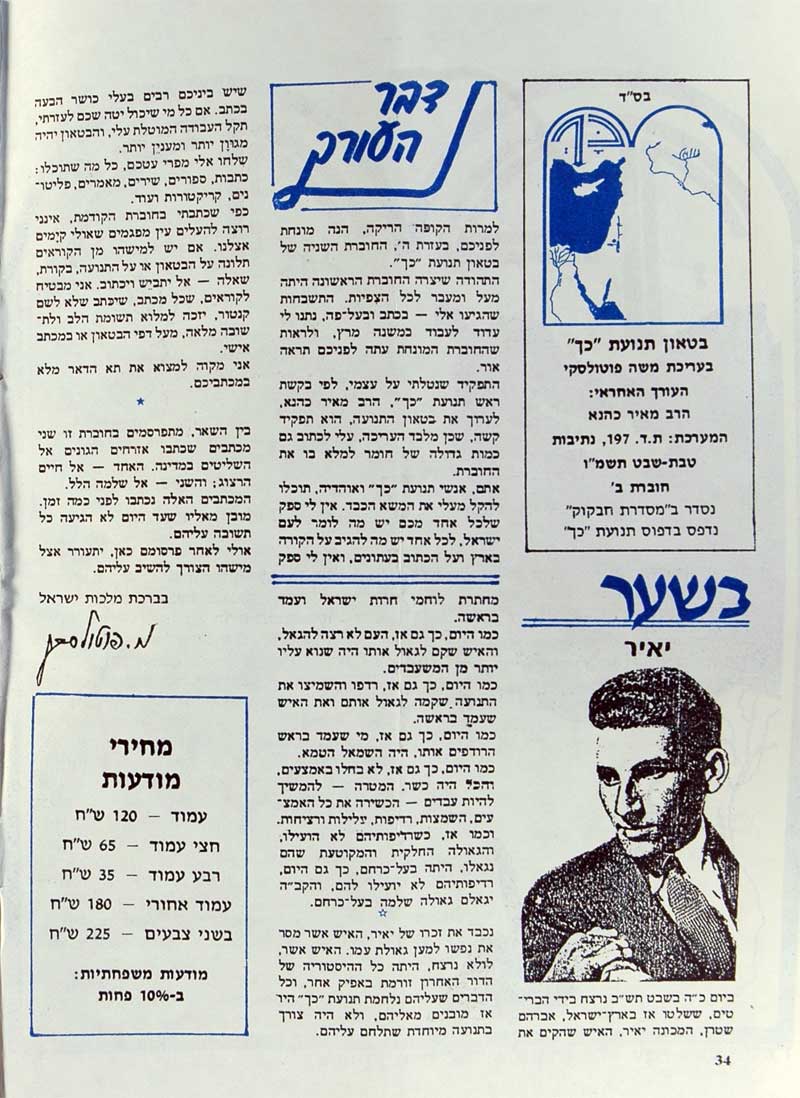 בס"ד
בטאון תנועת "כך"
בעריכת משה פוטולסקי
העורך האחראי:
הרב מאיר כהנא
המערכת: ת.ד. 197, נתיבות
טבת-שבט תשמ"ו
חוברת ב'
נסדר ב"מסדרת חבקוק"
נדפס בדפוס תנועת "כך"
דבר
העורך
למרות הקופה הריקה, הנה מונחת
לפניכם, בעזרת ה', החוברת השניה של
בטאון תנועת "כך".
התהודה שיצרה החוברת הראשונה היתה
מעל ומעבר לכל הצפיות. התשבחות
שהגיעו אלי — בכתב ובעל-פה, נתנו לי
עדוד לעבוד במשנה מרץ, ולראות
שהחוברת המונחת עתה לפניכם תראה
אור.
התפקיד שנטלתי על עצמי, לפי בקשת
ראש תנועת "כך", הרב מאיר כהנא,
לערוך את בטאון התנועה, הוא תפקיד
קשה, שכן מלבד העריכה, עלי לכתוב גם
כמות גדולה של חומר למלא בו את
החוברת.
אתם, אנשי תנועת "כך" ואוהדיה, תוכלו
להקל מעלי את המשא הכבד. אין לי ספק
שלכל אחד מכם יש מה לומר לעם
ישראל, לכל אחד יש מה להגיב על הקורה
בארץ ועל הכתוב בעתונים, ואין לי ספק
שיש ביניכם רבים בעלי כושר הבעה
בכתב. אם כל מי שיכול יטה שכם לעזרתי,
תקל העבודה המוטלת עלי, והבטאון יהיה
מגוון יותר ומענין יותר.
שלחו אלי מפרי עטכם, כל מה שתוכלו:
כתבות, ספורים, שירים, מאמרים, פליטו־
נים, קריקטורות ועוד.
כפי שכתבתי בחוברת הקודמת, אינני
רוצה להעלים עין מפגמים שאולי קיימים
אצלנו. אם יש למישהו מן הקוראים
תלונה על הבטאון או על התנועה, בקורת,
שאלה — אל יתבייש ויכתוב. אני מבטיח
לקוראים, שכל מכתב, שיכתב שלא לשם
קנטור, יזכה למלוא תשומת הלב ולת־
שובה מלאה, מעל דפי הבטאון או במכתב
אישי.
אני מקוה למצוא את תא הדאר מלא
במכתביכם.
בין השאר, מתפרסמים בחוברת זו שני
מכתבים שכתבו אזרחים הגונים אל
השליטים במדינה. האחד — אל חיים
הרצוג; והשני — אל שלמה הלל.
המכתבים האלה נכתבו לפני כמה זמן.
מובן מאליו שעד היום לא הגיעה כל
תשובה עליהם.
אולי לאחר פרסומם כאן, יתעורר אצל
מישהו הצורך להשיב עליהם.
בברכת מלכות ישראל
מ. פוטולסקי
בשער
יאיר
ביום כ"ה בשבט תש"ב נרצח בידי הברי־
טים, ששלטו אז בארץ־ישראל, אברהם
שטרן, המכונה יאיר, האיש שהקים את
מחתרת לוחמי חרות ישראל ועמד
בראשה.
כמו היום, כך גם אז, העם לא רצה להגאל,
והאיש שקם לגאול אותו היה שנוא עליו
יותר מן המשעבדים.
כמו היום, כך גם אז, רדפו והשמיצו את
התנועה שקמה לגאול אותם ואת האיש
שעמד בראשה.
כמו היום, כך גם אז, מי שעמד בראש
הרודפים אותו, היה השמאל הטמא.
כמו היום, כך גם אז, לא בחלו באמצעים,
והכל היה כשר. המטרה — להמשיך
להיות עבדים — הכשירה את כל האמצ־
עים, השמצות, רדיפות, עלילות ורציחות.
וכמו אז, כשרדיפותיהם לא הועילו,
והגאולה החלקית והמקוטעת שהם
נגאלו, היתה בעל-כרחם, כך גם היום,
רדיפותיהם לא יועילו להם, והקב"ה
יגאלם גאולה שלמה בעל-כרחם.
נכבד את זכרו של יאיר, האיש אשר מסר
את נפשו למען גאולת עמו. האיש אשר,
לולא נרצח, היתה כל ההיסטוריה של
הדור האחרון זורמת באפיק אחר, וכל
הדברים שעליהם נלחמת תנועת "כך" היו
אז מובנים מאליהם, ולא היה צורך
בתנועה מיוחדת שתלחם עליהם.
מחירי
מודעות
עמוד — 120 ש"ח
חצי עמוד — 65 ש"ח
רבע עמוד — 35 ש"ח
עמוד אחורי — 180 ש"ח
בשני צבעים — 225 ש"ח
מודעות משפחתיות:
ב-10% פחות
34